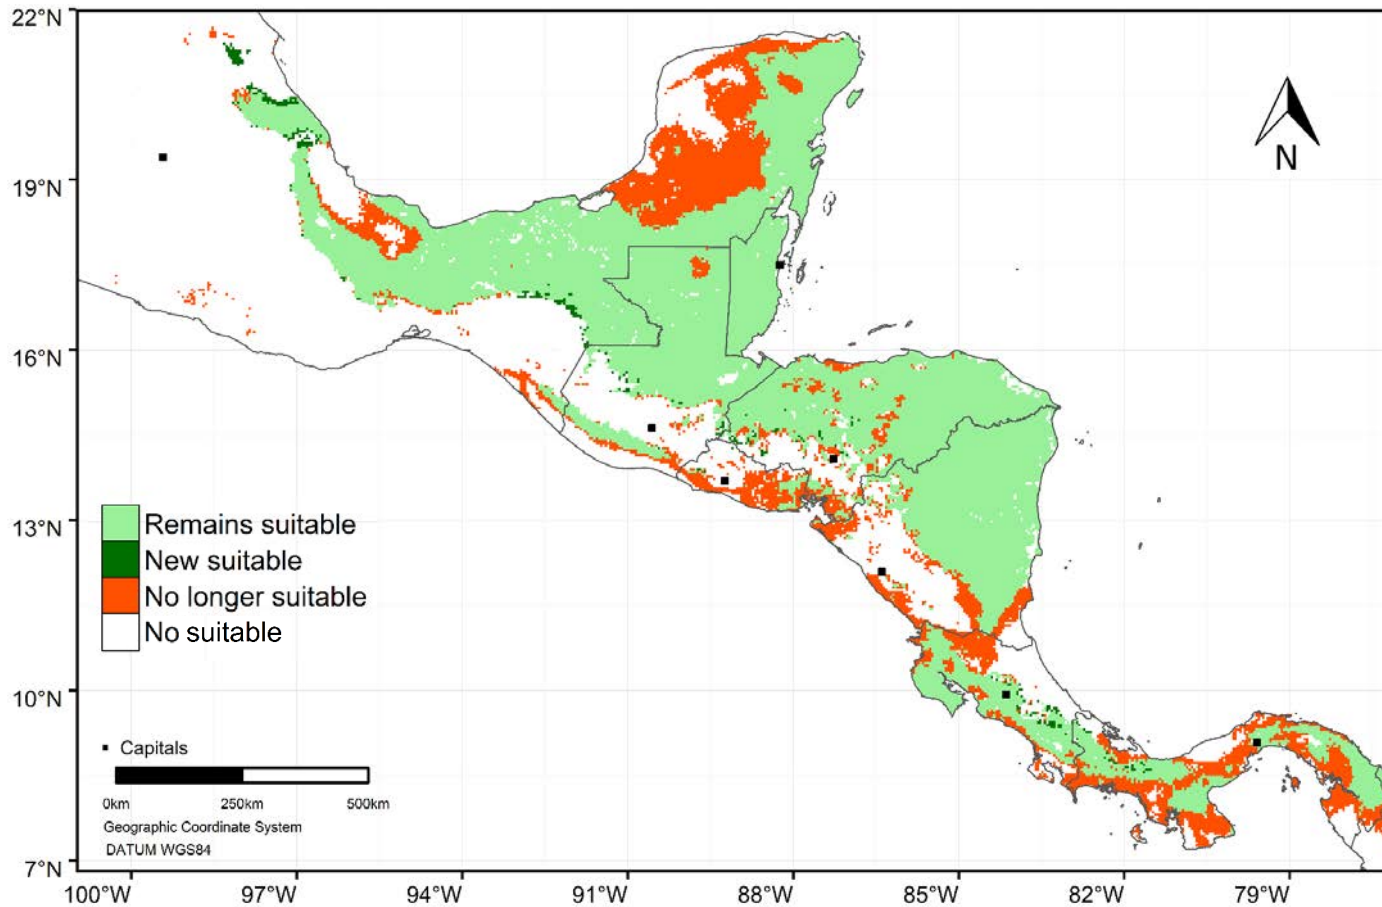 22°N
19°N
16°N
13°N
10°N
7°N
N
Remains suitable
New suitable
No longer suitable
No suitable
Capitals
0km 250km 500km
Geographic Coordinate System
DATUM WGS84
100°W 97°W 94°W 91°W 88°W 85°W 82°W 79°W